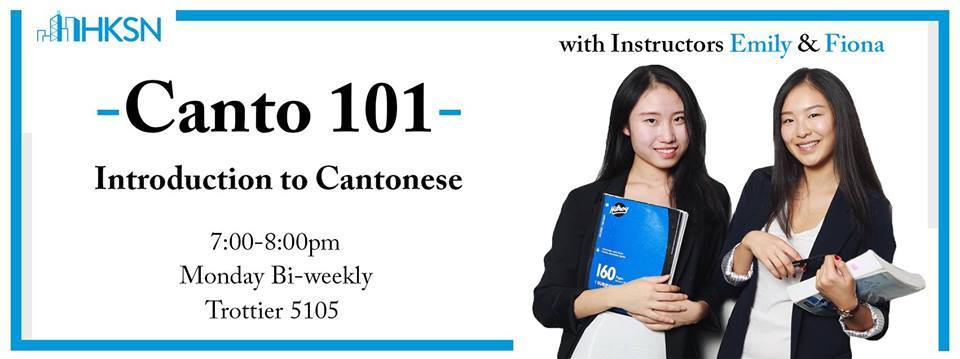 HKSN
with Instructors Emily & Fiona
-Canto 101-
Introduction to Cantonese
7:00-8:00pm
Monday Bi-weekly
Trottier 5105
Hilroy
160